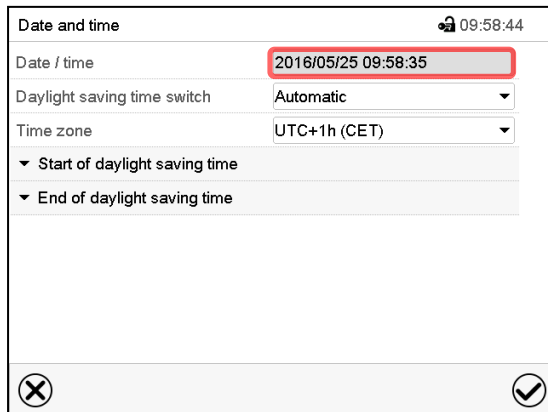 Date and time 09:58:44
Date / time 2016/05/25 09:58:35
Daylight saving time switch Automatic
Time zone UTC+1h (CET)
Start of daylight saving time
End of daylight saving time